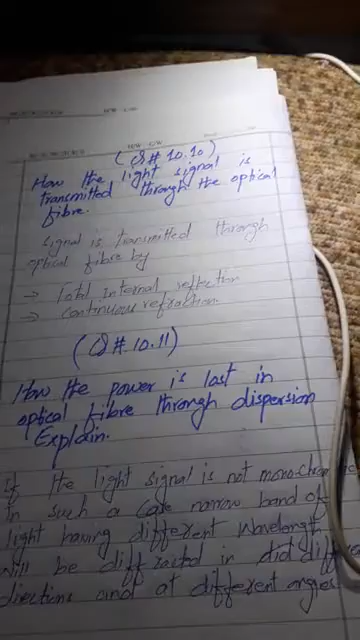 H/W - C/W
H/W - C/W
(Q# 10.10)
How the light signal is
transmitted through the optical
fibre.
Signal is transmitted through
optical fibre by
→ Total internal reflection
→ Continuous refraction.
(Q#. 10.11)
How the power is lost in
optical fibre through dispersion
Explain.
If the light signal is not
In such a Case narrow band of
light having different wavelength
will be diffracted in did
directions and at different angles